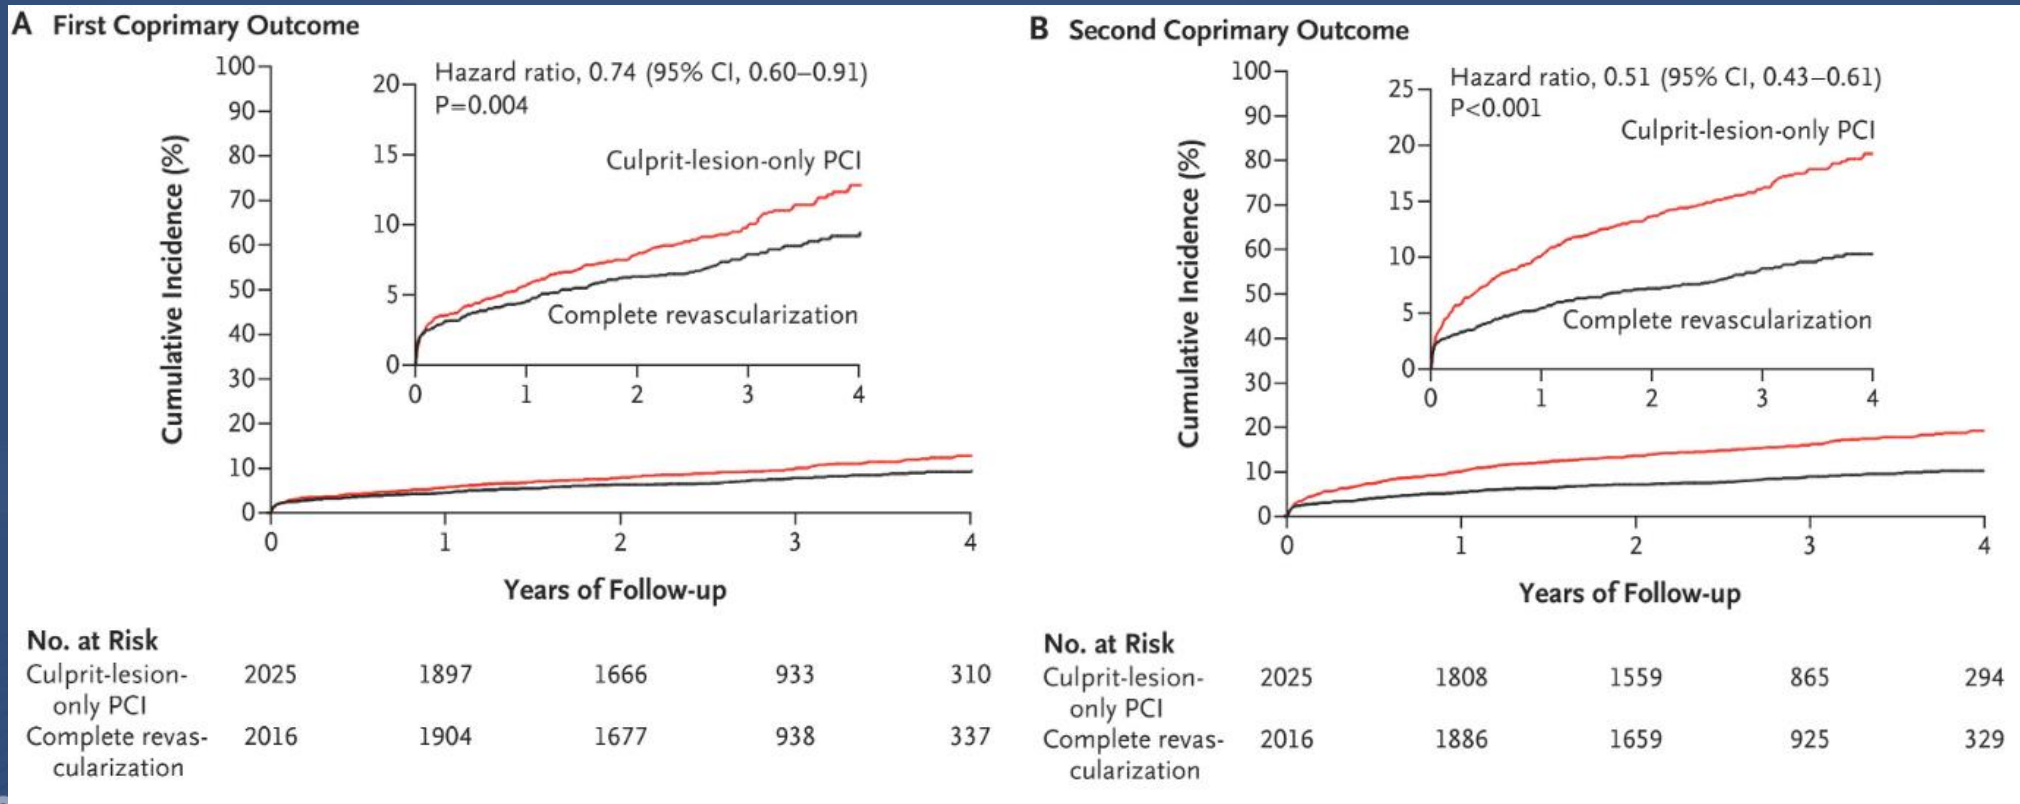 A First Coprimary Outcome
Cumulative Incidence (%)
100
90
80
70
60
50
40
30
20
10
0
0 1 2 3 4
20
15
10
5
0
0 1 2 3 4
Hazard ratio, 0.74 (95% CI, 0.60–0.91)
P=0.004
Culprit-lesion-only PCI
Complete revascularization
Years of Follow-up
No. at Risk
Culprit-lesion- 2025 1897 1666 933 310
only PCI
Complete revas- 2016 1904 1677 938 337
cularization
B Second Coprimary Outcome
Cumulative Incidence (%)
100
90
80
70
60
50
40
30
20
10
0
0 1 2 3 4
25
20
15
10
5
0
0 1 2 3 4
Hazard ratio, 0.51 (95% CI, 0.43–0.61)
P<0.001
Culprit-lesion-only PCI
Complete revascularization
Years of Follow-up
No. at Risk
Culprit-lesion- 2025 1808 1559 865 294
only PCI
Complete revas- 2016 1886 1659 925 329
cularization